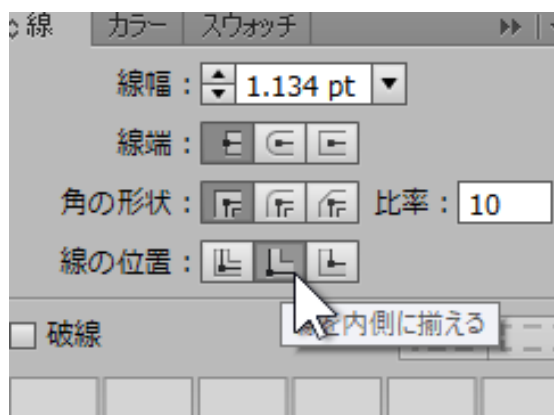 線 カラー スウォッチ
線幅： 1.134 pt
線端：
角の形状： 比率： 10
線の位置：
を内側に揃える
破線